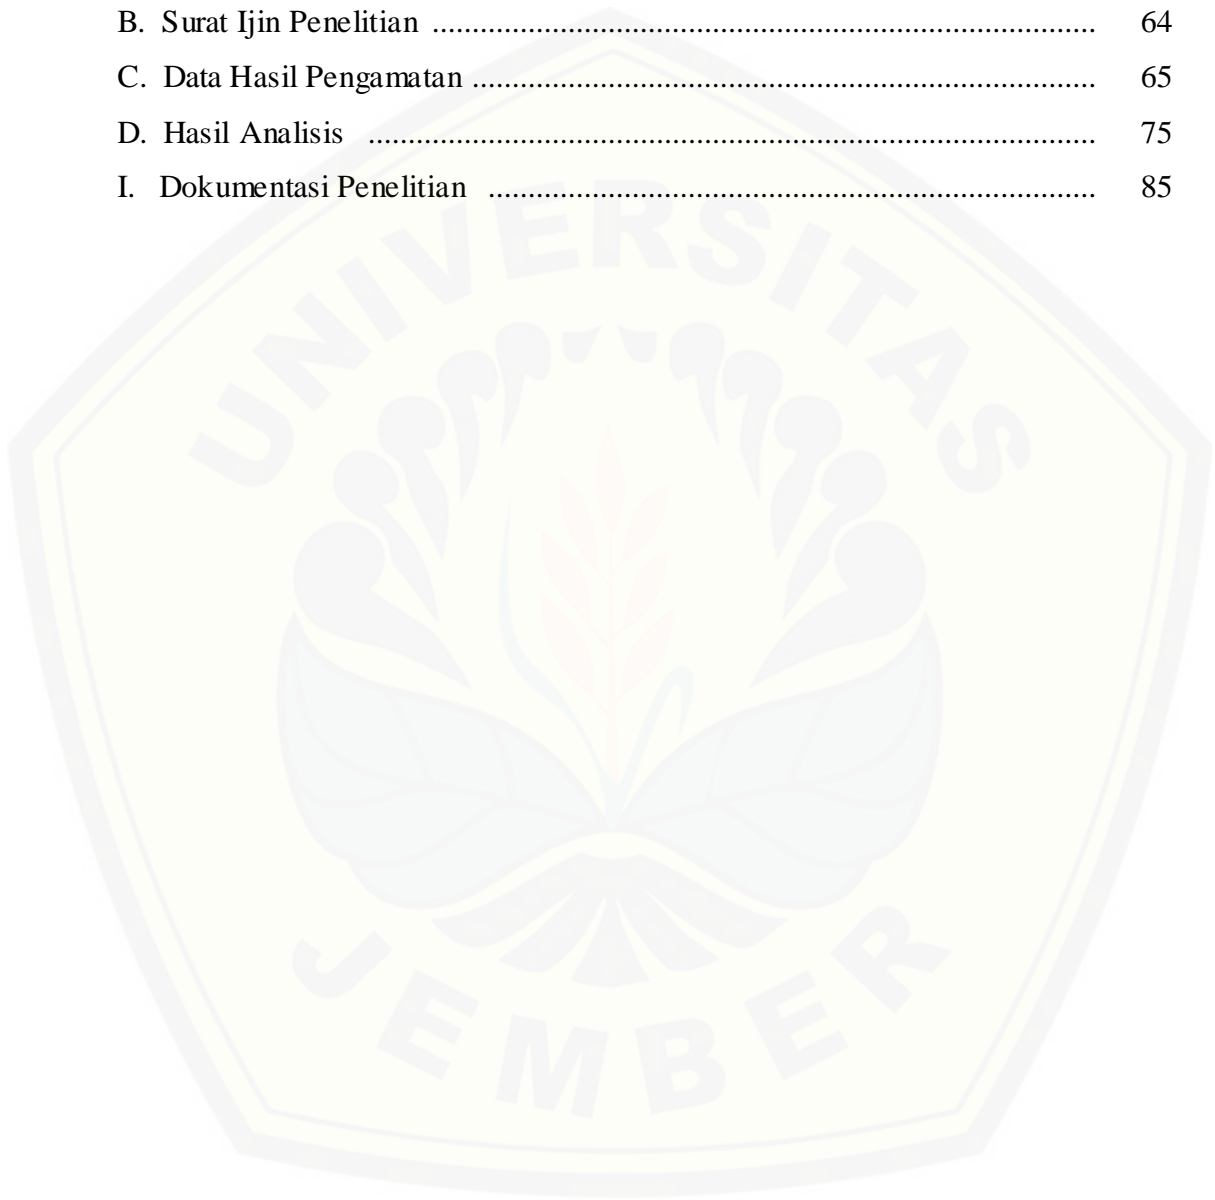 B. Surat Ijin Penelitian ................................................................................ 64
C. Data Hasil Pengamatan ........................................................................... 65
D. Hasil Analisis ........................................................................................ 75
I. Dokumentasi Penelitian ......................................................................... 85
UNIVERSITAS
JEMBER